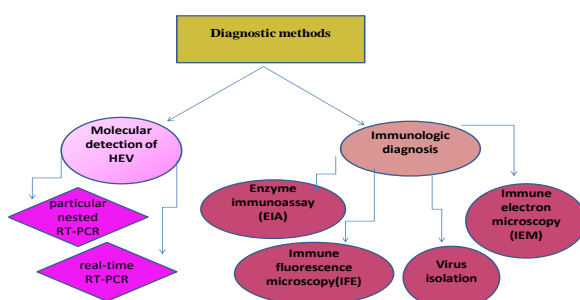 Diagnostic methods
Molecular
detection of
HEV
Immunologic
diagnosis
particular
nested
RT-PCR
real-time
RT-PCR
Enzyme
immunoassay
(EIA)
Immune
fluorescence
microscopy(IFE)
Virus
isolation
Immune
electron
microscopy
(IEM)